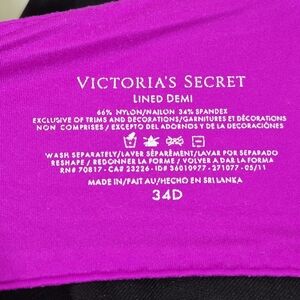 VICTORIA'S SECRET
LINED DEMI
66% NYLON/NAILON 34% SPANDEX
EXCLUSIVE OF TRIMS AND DECORATIONS/GARNITURES ET DÉCORATIONS
NON COMPRISES / EXCEPTO DEL ADORNOS Y DE LA DECORACIÓNES
WASH SEPARATELY/LAVER SÉPARÉMENT/LAVAR POR SEPARADO
RESHAPE / REDONNER LA FORME / VOLVER A DAR LA FORMA
RN# 70817 - CA# 23226 - ID# 36010977 - 271077 - 05/11
MADE IN/FAIT AU/HECHO EN SRI LANKA
34D